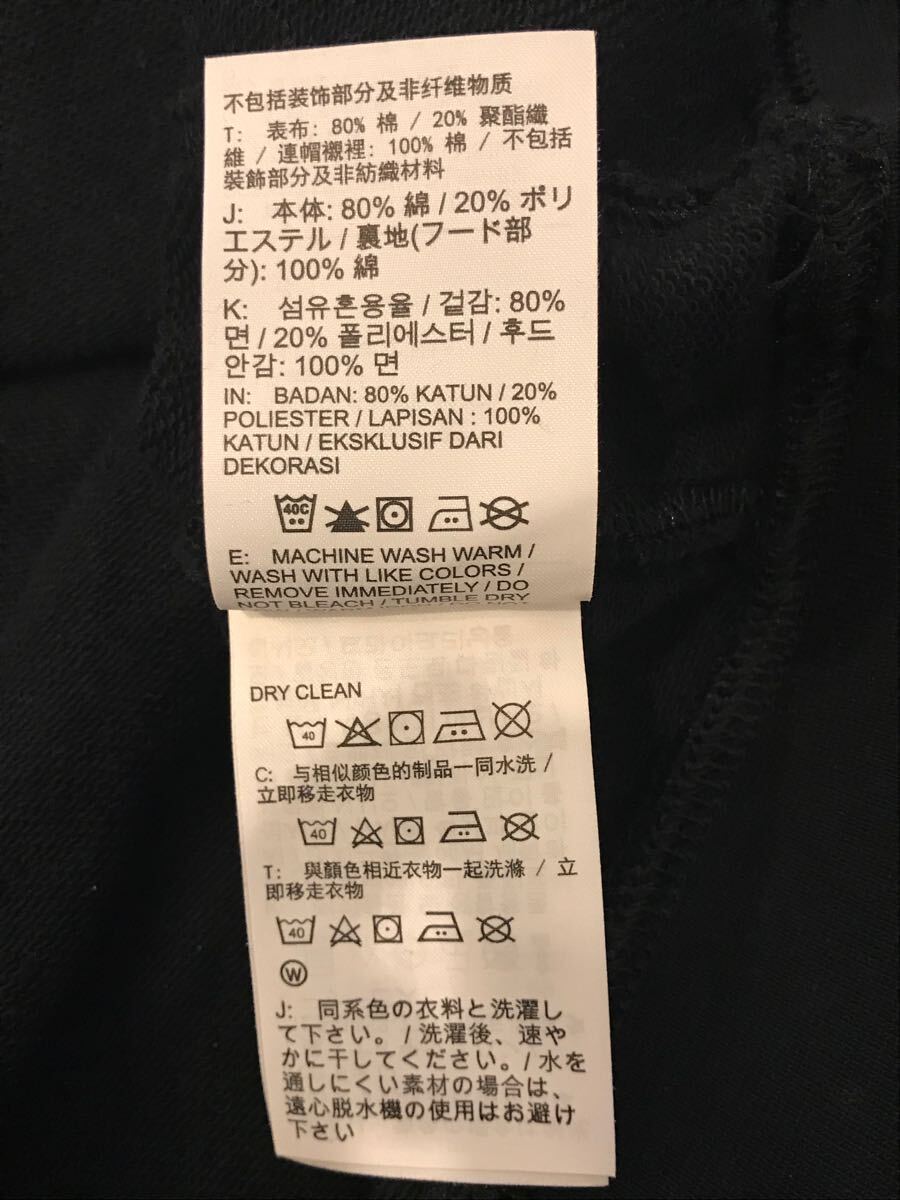 不包括装饰部分及非纤维物质
T: 表布: 80% 棉 / 20% 聚酯纖
維 / 連帽襯裡: 100% 棉 / 不包括
裝飾部分及非紡織材料
J: 本体: 80% 綿 / 20% ポリ
エステル / 裏地(フード部
分): 100% 綿
K: 섬유혼용율 / 겉감: 80%
면 / 20% 폴리에스터 / 후드
안감: 100% 면
IN: BADAN: 80% KATUN / 20%
POLIESTER / LAPISAN : 100%
KATUN / EKSKLUSIF DARI
DEKORASI
40C
E: MACHINE WASH WARM /
WASH WITH LIKE COLORS /
REMOVE IMMEDIATELY / DO
NOT BLEACH / TUMBLE DRY
DRY CLEAN
40
C: 与相似颜色的制品一同水洗 /
立即移走衣物
40
T: 與顏色相近衣物一起洗滌 / 立
即移走衣物
40
W
J: 同系色の衣料と洗濯し
て下さい。 / 洗濯後、速や
かに干してください。/ 水を
通しにくい素材の場合は、
遠心脱水機の使用はお避け
下さい